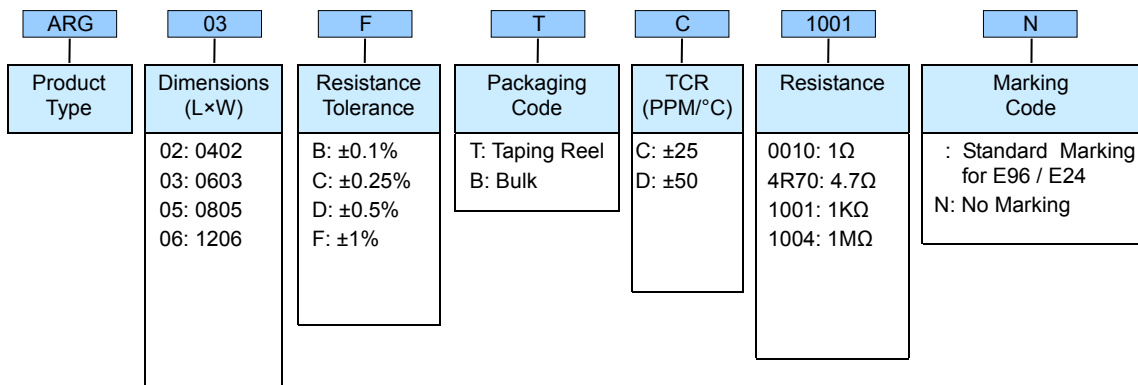 ARG
03
F
T
C
1001
N
Product
Type
Dimensions
(L×W)
02: 0402
03: 0603
05: 0805
06: 1206
Resistance
Tolerance
B: ±0.1%
C: ±0.25%
D: ±0.5%
F: ±1%
Packaging
Code
T: Taping Reel
B: Bulk
TCR
(PPM/°C)
C: ±25
D: ±50
Resistance
0010: 1Ω
4R70: 4.7Ω
1001: 1KΩ
1004: 1MΩ
Marking
Code
: Standard Marking
for E96 / E24
N: No Marking